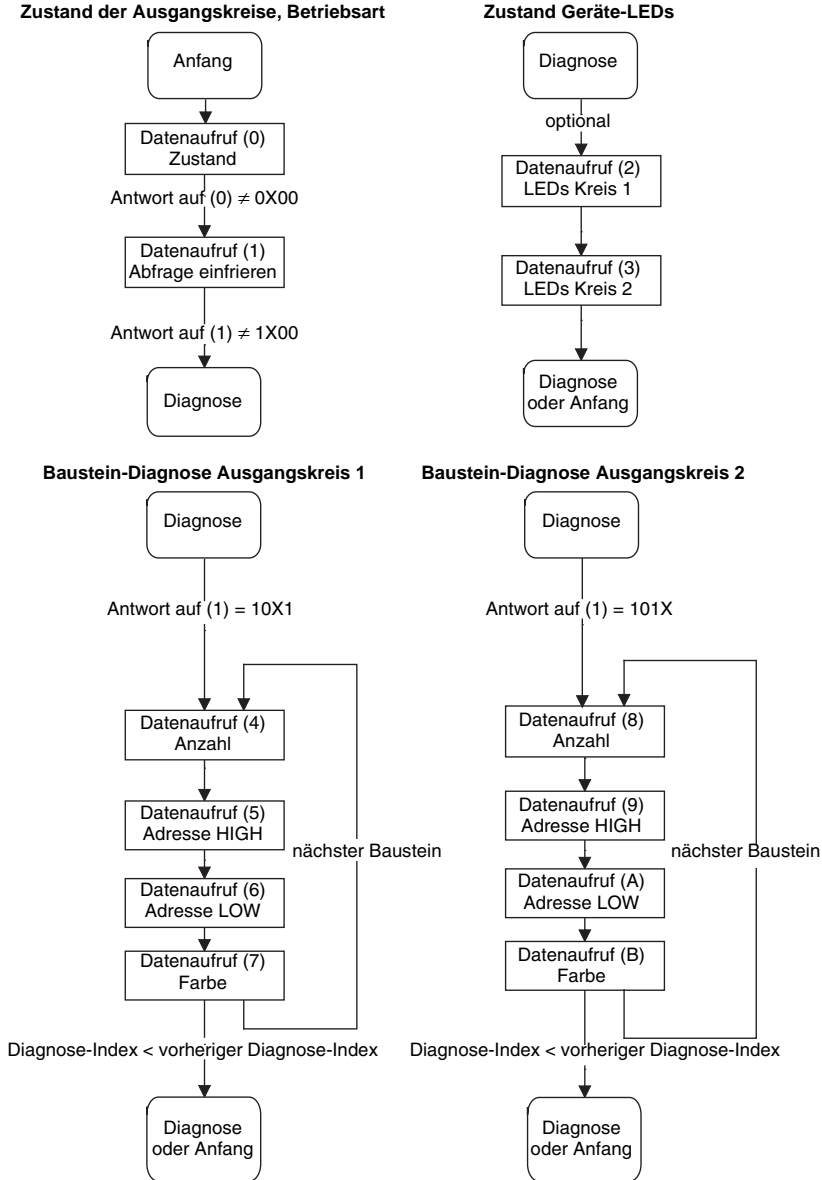 Zustand der Ausgangskreise, Betriebsart
Anfang
Datenaufruf (0)
Zustand
Antwort auf (0) ≠ 0X00
Datenaufruf (1)
Abfrage einfrieren
Antwort auf (1) ≠ 1X00
Diagnose
Zustand Geräte-LEDs
Diagnose
optional
Datenaufruf (2)
LEDs Kreis 1
Datenaufruf (3)
LEDs Kreis 2
Diagnose
oder Anfang
Baustein-Diagnose Ausgangskreis 1
Diagnose
Antwort auf (1) = 10X1
Datenaufruf (4)
Anzahl
Datenaufruf (5)
Adresse HIGH
nächster Baustein
Datenaufruf (6)
Adresse LOW
Datenaufruf (7)
Farbe
Diagnose-Index < vorheriger Diagnose-Index
Diagnose
oder Anfang
Baustein-Diagnose Ausgangskreis 2
Diagnose
Antwort auf (1) = 101X
Datenaufruf (8)
Anzahl
Datenaufruf (9)
Adresse HIGH
nächster Baustein
Datenaufruf (A)
Adresse LOW
Datenaufruf (B)
Farbe
Diagnose-Index < vorheriger Diagnose-Index
Diagnose
oder Anfang